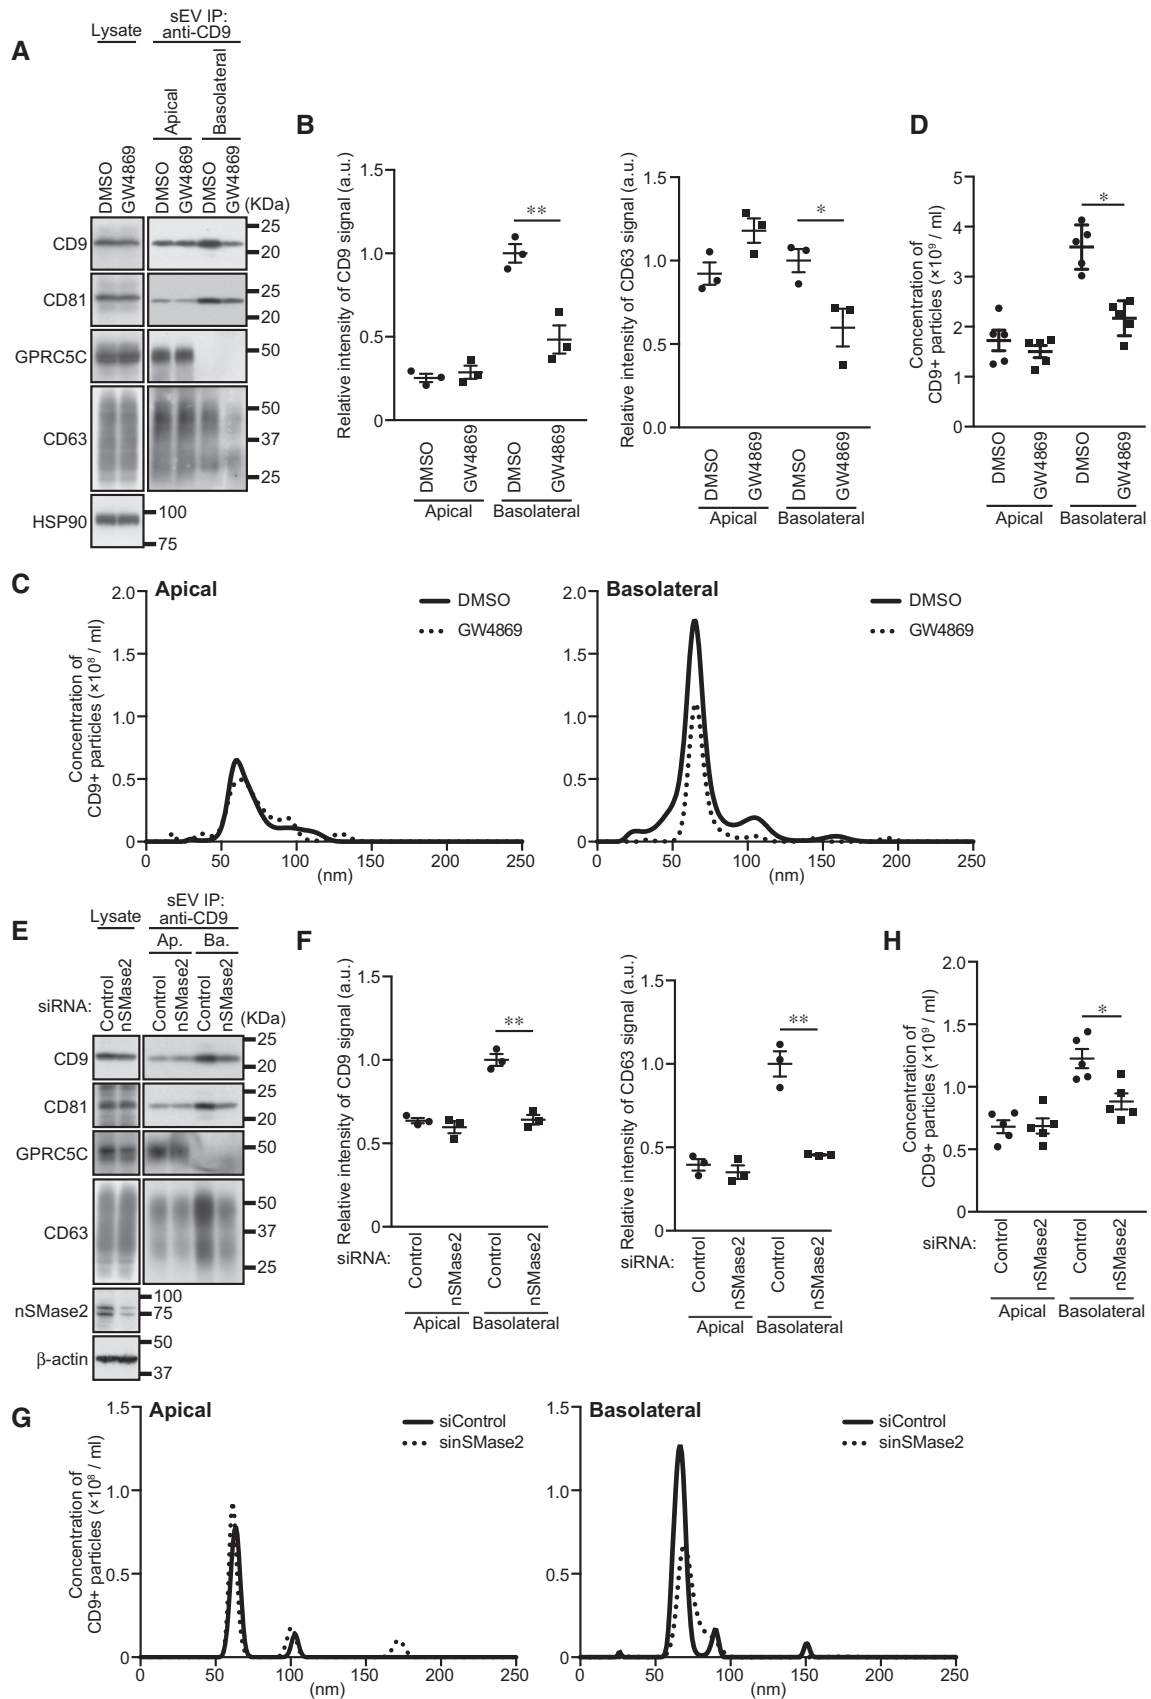 A
Lysate
sEV IP:
anti-CD9
Apical
Basolateral
DMSO
GW4869
DMSO
GW4869
DMSO
GW4869
(KDa)
CD9
25
20
CD81
25
20
GPRC5C
50
CD63
50
37
25
HSP90
100
75
B
Relative intensity of CD9 signal (a.u.)
1.5
1.0
0.5
0
**
DMSO
GW4869
DMSO
GW4869
Apical
Basolateral
Relative intensity of CD63 signal (a.u.)
1.5
1.0
0.5
0.0
*
DMSO
GW4869
DMSO
GW4869
Apical
Basolateral
D
Concentration of
CD9+ particles (×10⁹ / ml)
5
4
3
2
1
0
*
DMSO
GW4869
DMSO
GW4869
Apical
Basolateral
C
Apical
Concentration of
CD9+ particles (×10⁸ / ml)
2.0
1.5
1.0
0.5
0
DMSO
GW4869
0
50
100
150
200
250
(nm)
Basolateral
2.0
1.5
1.0
0.5
0
DMSO
GW4869
0
50
100
150
200
250
(nm)
E
Lysate
sEV IP:
anti-CD9
Ap.
Ba.
siRNA:
Control
nSMase2
Control
nSMase2
Control
nSMase2
(KDa)
CD9
25
20
CD81
25
20
GPRC5C
50
CD63
50
37
25
nSMase2
100
75
β-actin
50
37
F
Relative intensity of CD9 signal (a.u.)
1.5
1.0
0.5
0
**
siRNA:
Control
nSMase2
Control
nSMase2
Apical
Basolateral
Relative intensity of CD63 signal (a.u.)
1.5
1.0
0.5
0
**
siRNA:
Control
nSMase2
Control
nSMase2
Apical
Basolateral
H
Concentration of
CD9+ particles (×10⁹ / ml)
2.0
1.5
1.0
0.5
0
*
siRNA:
Control
nSMase2
Control
nSMase2
Apical
Basolateral
G
Apical
Concentration of
CD9+ particles (×10⁸ / ml)
1.5
1.0
0.5
0
siControl
sinSMase2
0
50
100
150
200
250
(nm)
Basolateral
1.5
1.0
0.5
0
siControl
sinSMase2
0
50
100
150
200
250
(nm)